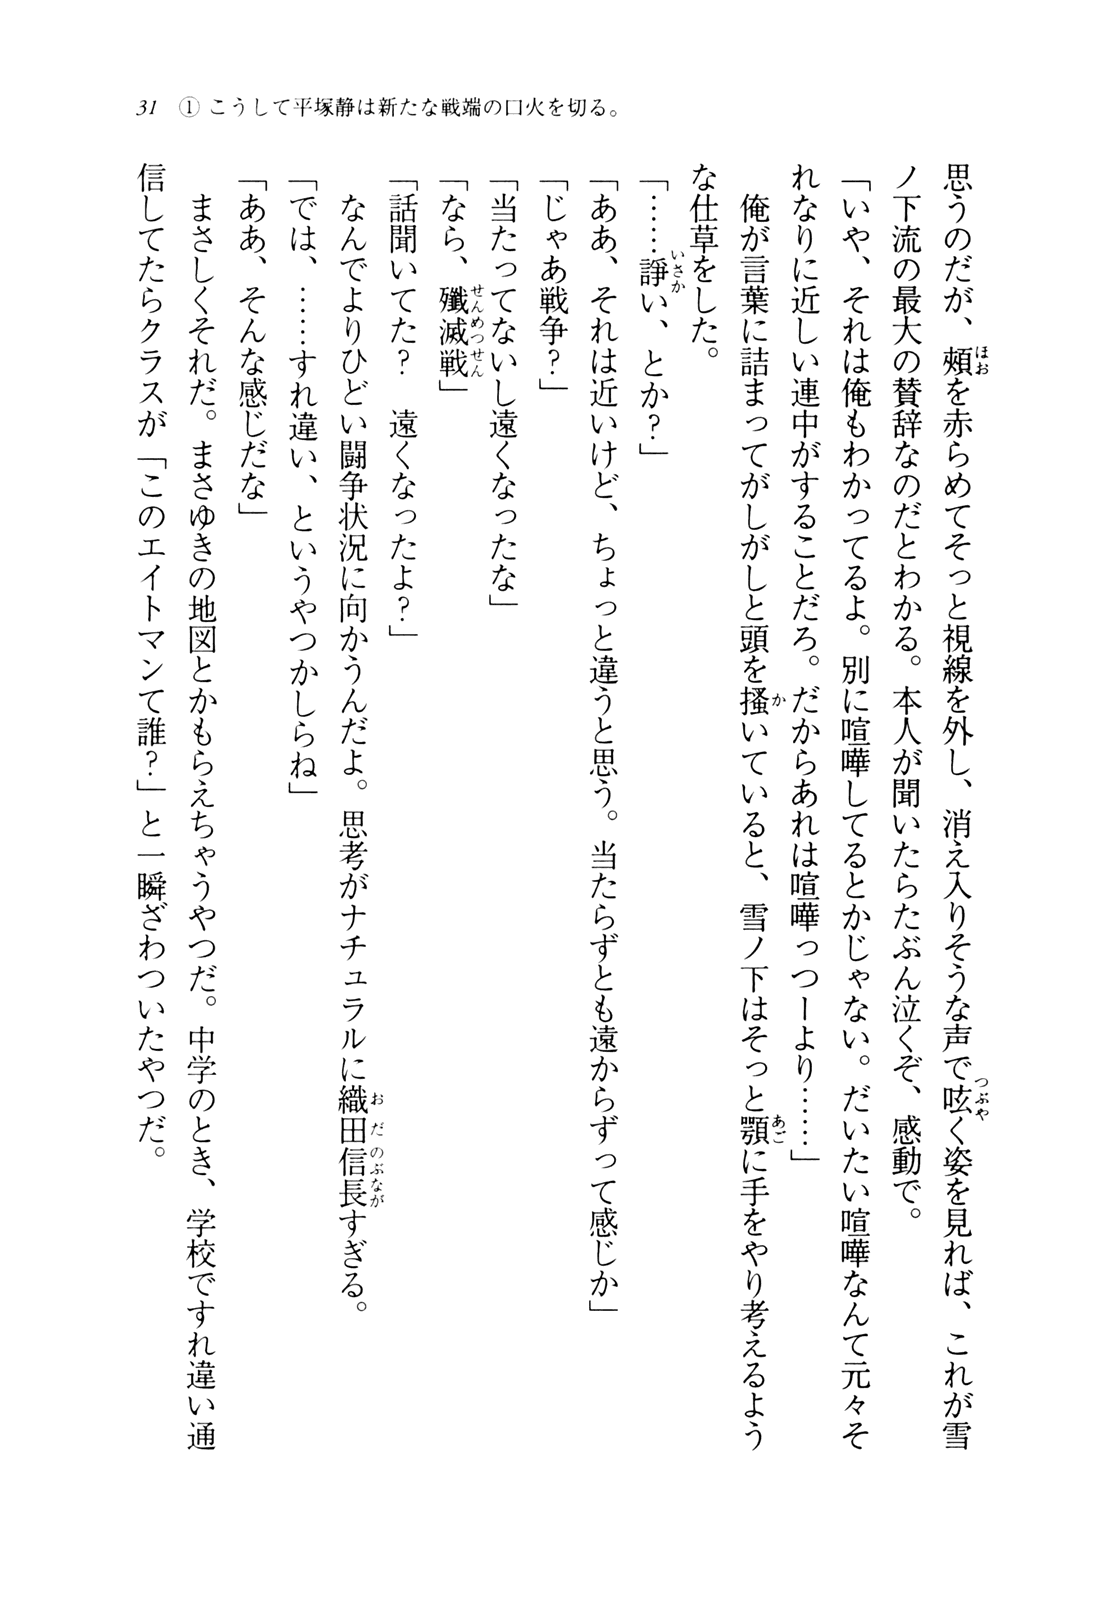 31　①こうして平塚静は新たな戦端の口火を切る。
思うのだが、頰を赤らめてそっと視線を外し、消え入りそうな声で呟く姿を見れば、これが雪
ノ下流の最大の賛辞なのだとわかる。本人が聞いたらたぶん泣くぞ、感動で。
「いや、それは俺もわかってるよ。別に喧嘩してるとかじゃない。だいたい喧嘩なんて元々そ
れなりに近しい連中がすることだろ。だからあれは喧嘩っつーより……」
　俺が言葉に詰まってがしがしと頭を搔いていると、雪ノ下はそっと顎に手をやり考えるよう
な仕草をした。
「……諍い、とか？」
「ああ、それは近いけど、ちょっと違うと思う。当たらずとも遠からずって感じか」
「じゃあ戦争？」
「当たってないし遠くなったな」
「なら、殲滅戦」
「話聞いてた？　遠くなったよ？」
　なんでよりひどい闘争状況に向かうんだよ。思考がナチュラルに織田信長すぎる。
「では、……すれ違い、というやつかしらね」
「ああ、そんな感じだな」
　まさしくそれだ。まさゆきの地図とかもらえちゃうやつだ。中学のとき、学校ですれ違い通
信してたらクラスが「このエイトマンて誰？」と一瞬ざわついたやつだ。